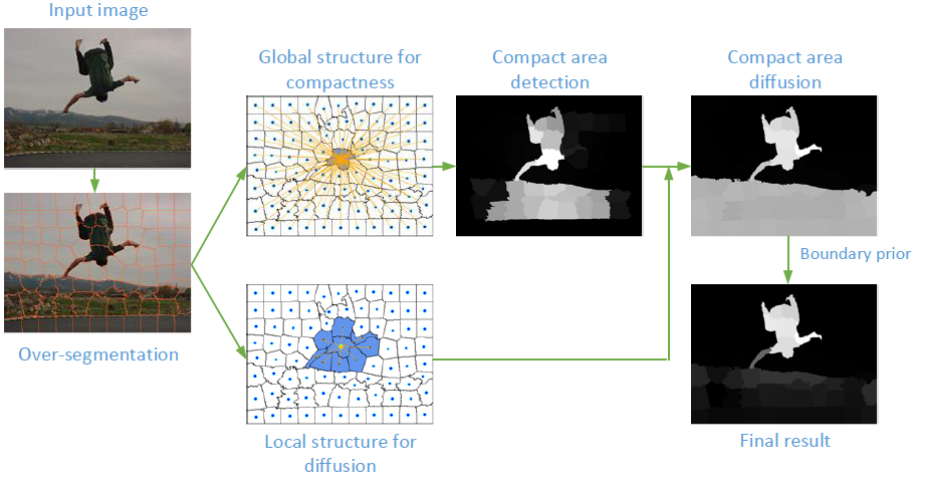 Input image
Global structure for
compactness
Compact area
detection
Compact area
diffusion
Boundary prior
Over-segmentation
Local structure for
diffusion
Final result